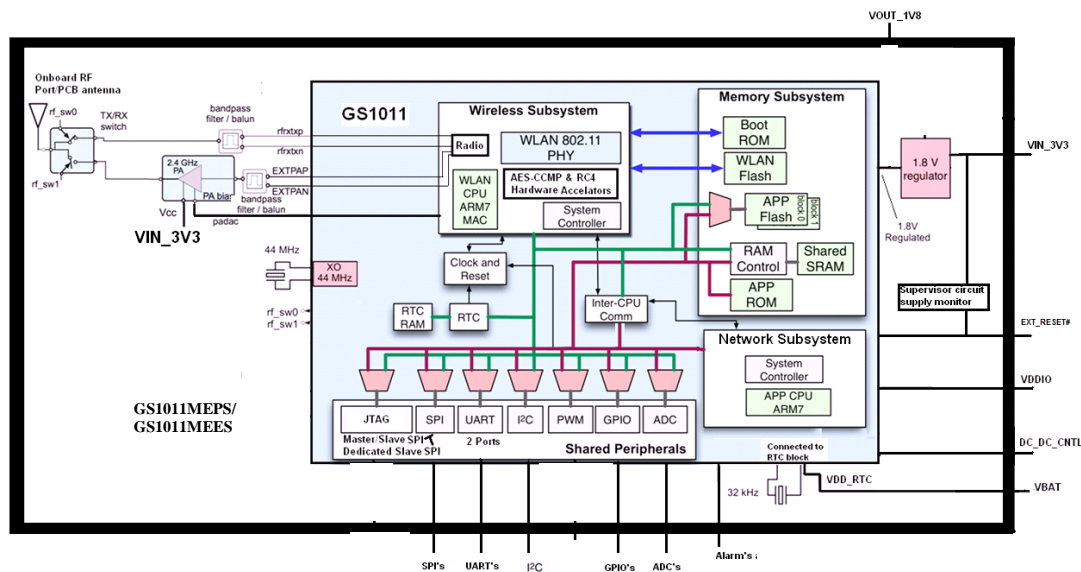 VOUT_1V8
Onboard RF
Port/PCB antenna
rf_sw0
TX/RX
switch
rf_sw1
bandpass
filter / balun
rfrxtxp
rfrxtxn
2.4 GHz
PA
PA bias
EXTPAP
EXTPAN
bandpass
filter / balun
Vcc
padac
VIN_3V3
44 MHz
XO
44 MHz
rf_sw0
rf_sw1
GS1011
Wireless Subsystem
Radio
WLAN 802.11
PHY
WLAN
CPU
ARM7
MAC
AES-CCMP & RC4
Hardware Accelators
System
Controller
Memory Subsystem
Boot
ROM
WLAN
Flash
APP
Flash
block 0
block 1
RAM
Control
Shared
SRAM
APP
ROM
1.8 V
regulator
VIN_3V3
1.8V
Regulated
Clock and
Reset
RTC
RAM
RTC
Inter-CPU
Comm
Supervisor circuit
supply monitor
EXT_RESET#
Network Subsystem
System
Controller
APP CPU
ARM7
VDDIO
JTAG
SPI
UART
I²C
PWM
GPIO
ADC
Master/Slave SPI
Dedicated Slave SPI
2 Ports
Shared Peripherals
GS1011MEPS/
GS1011MEES
Connected to
RTC block
DC_DC_CNTL
32 kHz
VDD_RTC
VBAT
SPI's
UART's
I²C
GPIO's
ADC's
Alarm's